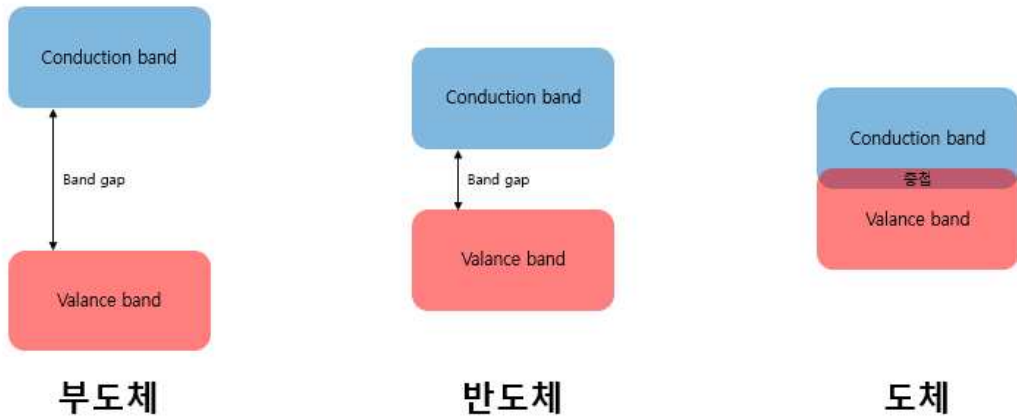 Conduction band
Band gap
Valance band
부도체
Conduction band
Band gap
Valance band
반도체
Conduction band
중첩
Valance band
도체